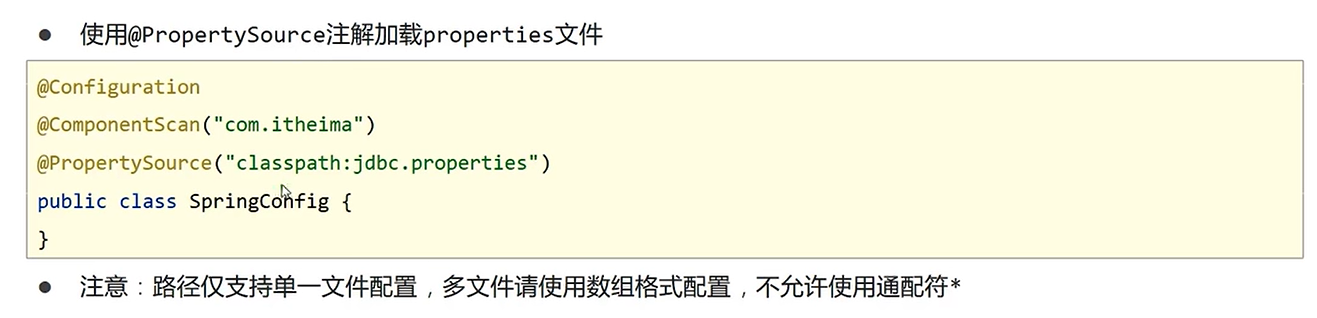 ● 使用@PropertySource注解加载properties文件
@Configuration
@ComponentScan("com.itheima")
@PropertySource("classpath:jdbc.properties")
public class SpringConfig {
}
● 注意：路径仅支持单一文件配置，多文件请使用数组格式配置，不允许使用通配符*